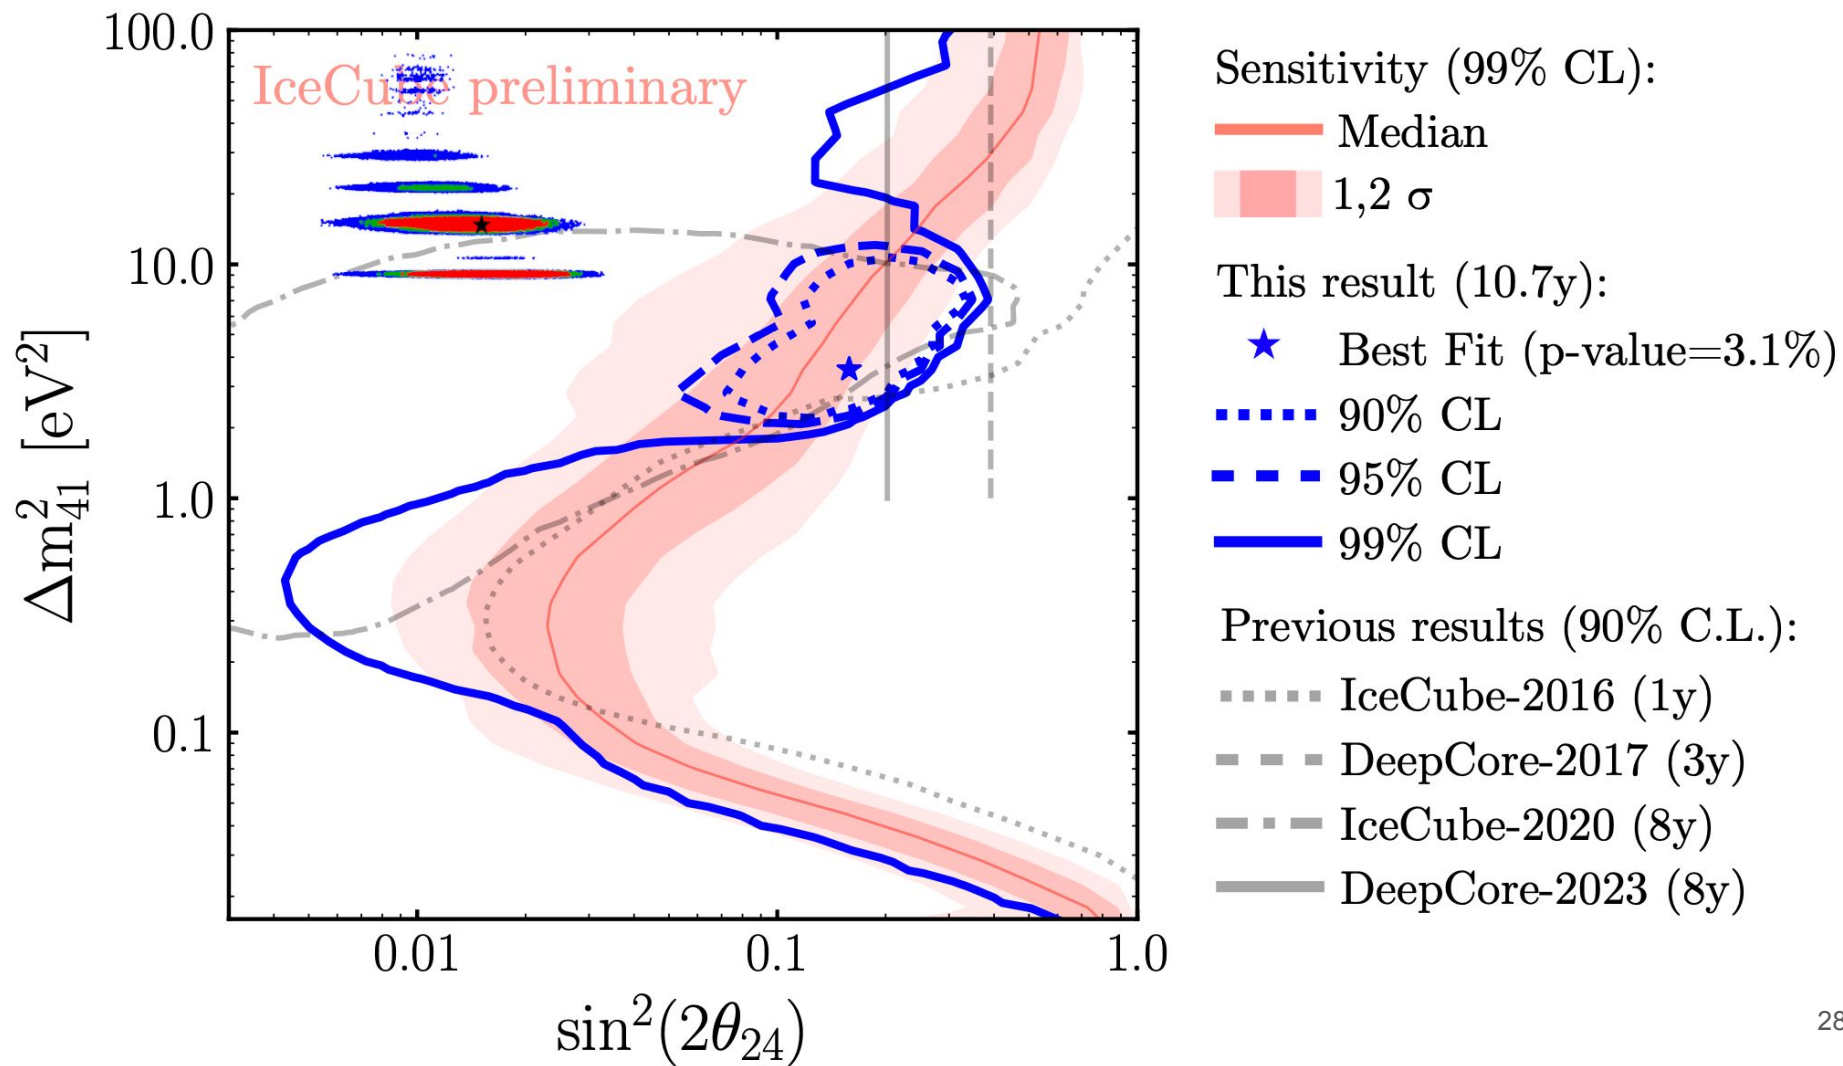 100.0
10.0
1.0
0.1
Δm²₄₁ [eV²]
IceCube preliminary
0.01
0.1
1.0
sin²(2θ₂₄)
Sensitivity (99% CL):
Median
1,2 σ
This result (10.7y):
Best Fit (p-value=3.1%)
90% CL
95% CL
99% CL
Previous results (90% C.L.):
IceCube-2016 (1y)
DeepCore-2017 (3y)
IceCube-2020 (8y)
DeepCore-2023 (8y)
28